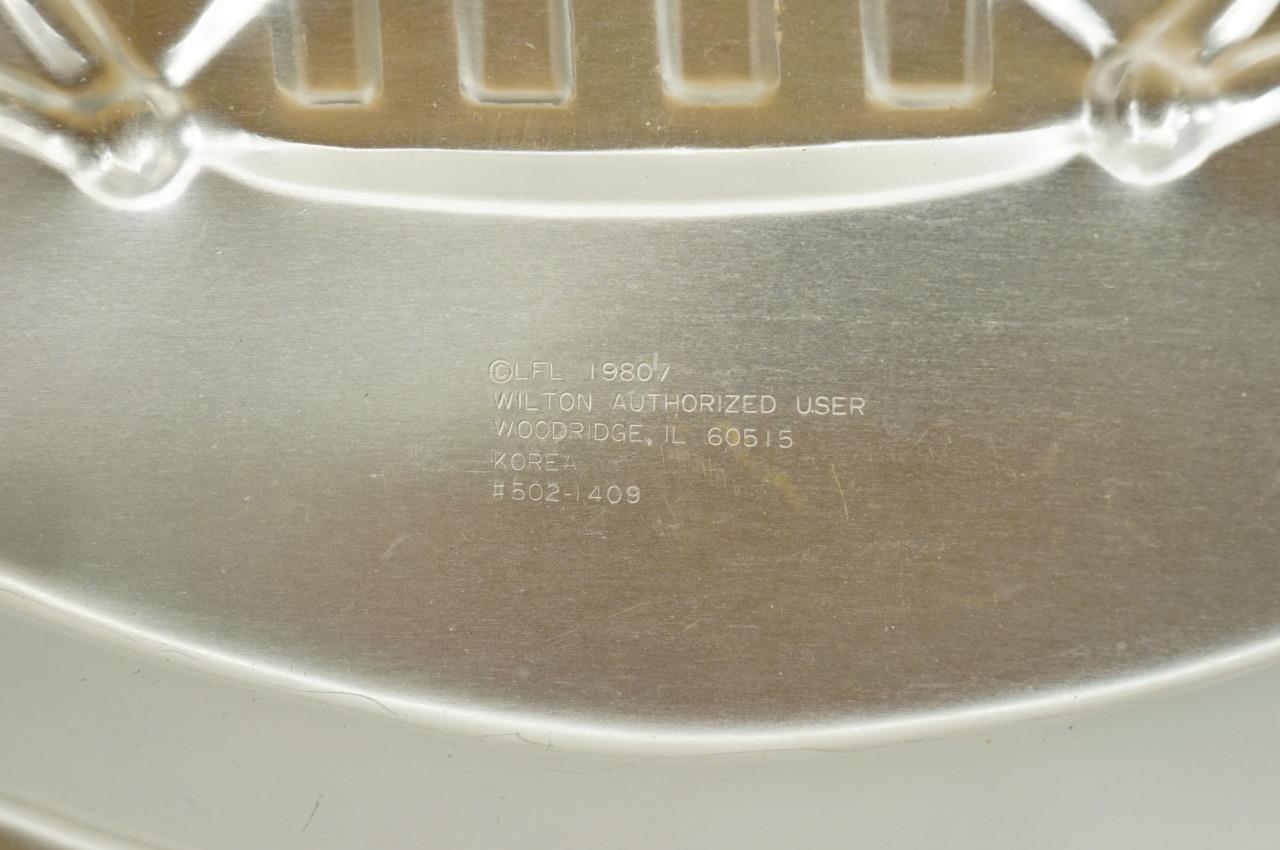 ©LFL 1980
WILTON AUTHORIZED USER
WOODRIDGE, IL 60515
KOREA
#502-1409